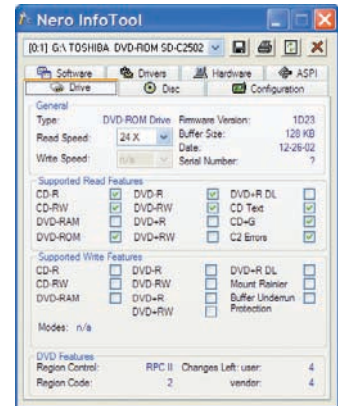 Nero InfoTool
[0:1] G:\ TOSHIBA DVD-ROM SD-C2502
Software Drivers Hardware ASPI
Drive Disc Configuration
General
Type: DVD-ROM Drive Firmware Version: 1D23
Read Speed: 24 X Buffer Size: 128 KB
Date: 12-26-02
Write Speed: n/a Serial Number: ?
Supported Read Features
CD-R DVD-R DVD+R DL
CD-RW DVD-RW CD Text
DVD-RAM DVD+R CD+G
DVD-ROM DVD+RW C2 Errors
Supported Write Features
CD-R DVD-R DVD+R DL
CD-RW DVD-RW Mount Rainier
DVD-RAM DVD+R Buffer Underrun
DVD+RW Protection
Modes: n/a
DVD Features
Region Control: RPC II Changes Left: user: 4
Region Code: 2 vendor: 4